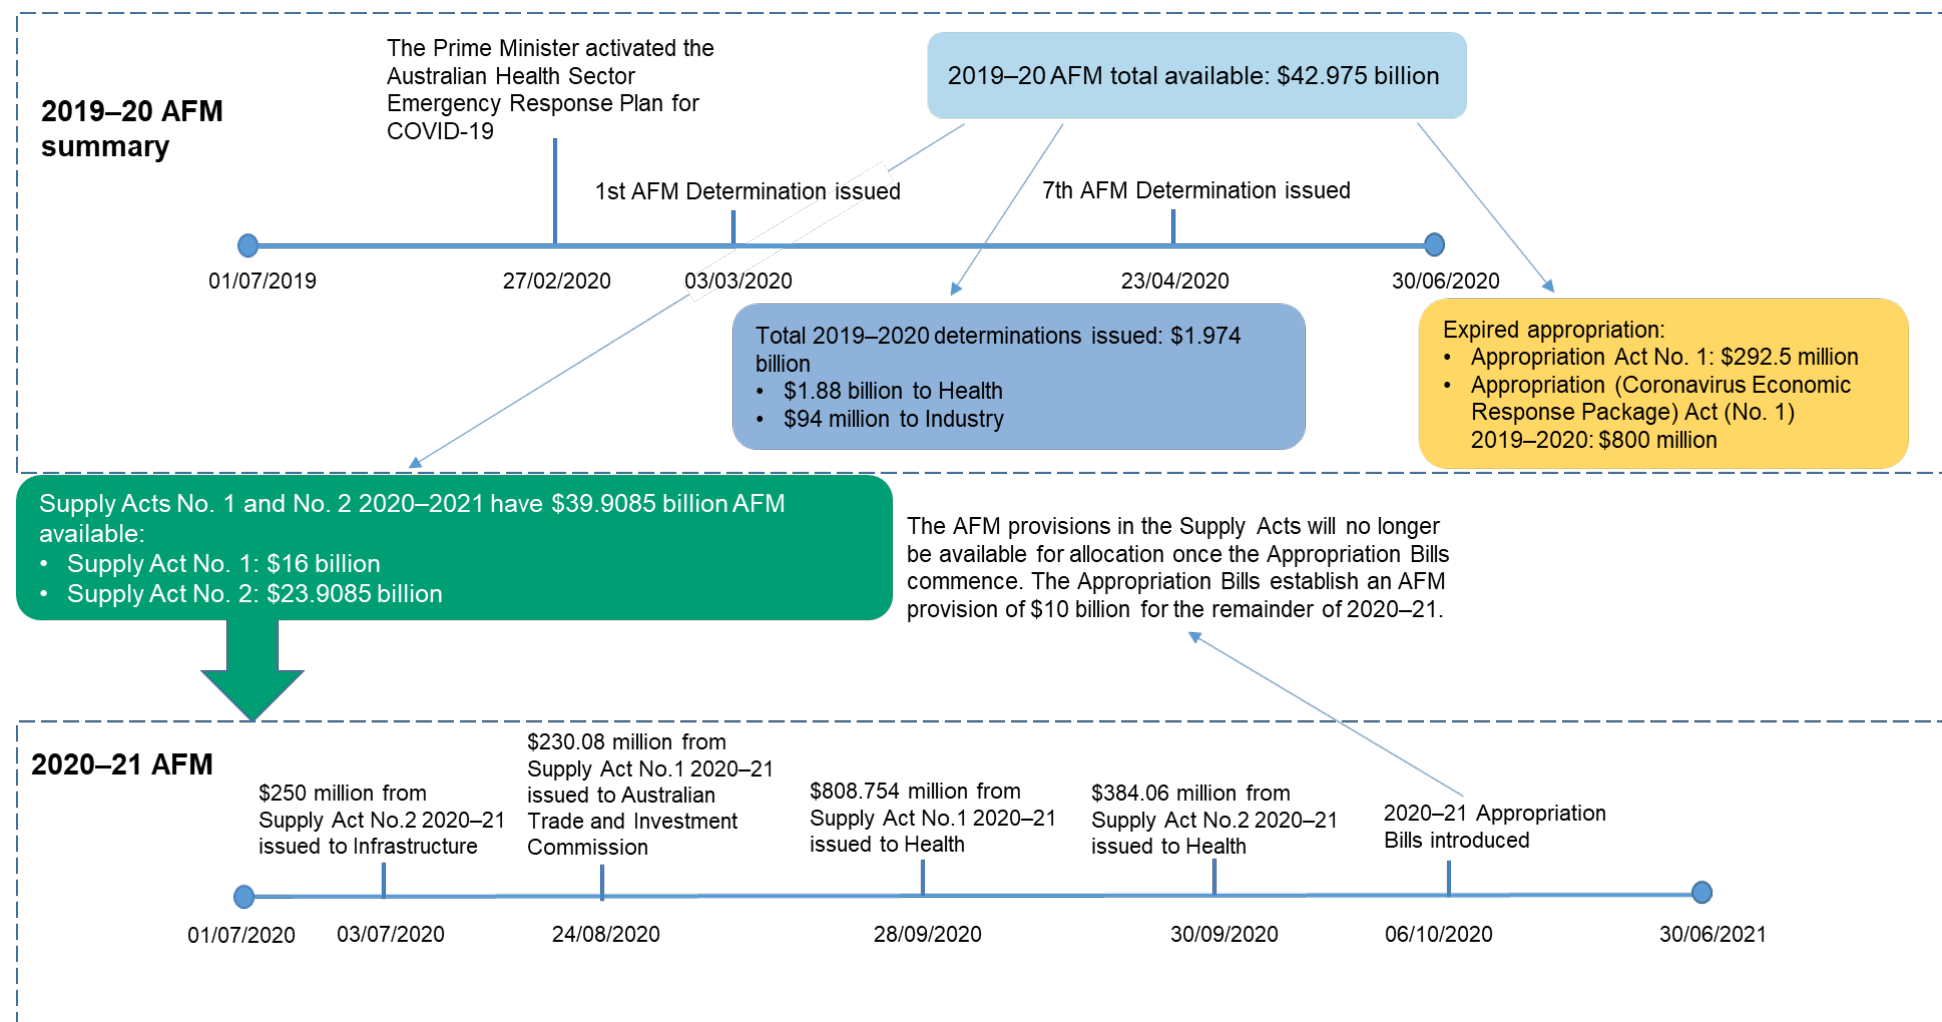 2019–20 AFM
summary
The Prime Minister activated the
Australian Health Sector
Emergency Response Plan for
COVID-19
2019–20 AFM total available: $42.975 billion
1st AFM Determination issued
7th AFM Determination issued
01/07/2019
27/02/2020
03/03/2020
23/04/2020
30/06/2020
Total 2019–2020 determinations issued: $1.974
billion
• $1.88 billion to Health
• $94 million to Industry
Expired appropriation:
• Appropriation Act No. 1: $292.5 million
• Appropriation (Coronavirus Economic
Response Package) Act (No. 1)
2019–2020: $800 million
Supply Acts No. 1 and No. 2 2020–2021 have $39.9085 billion AFM
available:
• Supply Act No. 1: $16 billion
• Supply Act No. 2: $23.9085 billion
The AFM provisions in the Supply Acts will no longer
be available for allocation once the Appropriation Bills
commence. The Appropriation Bills establish an AFM
provision of $10 billion for the remainder of 2020–21.
2020–21 AFM
$250 million from
Supply Act No.2 2020–21
issued to Infrastructure
$230.08 million from
Supply Act No.1 2020–21
issued to Australian
Trade and Investment
Commission
$808.754 million from
Supply Act No.1 2020–21
issued to Health
$384.06 million from
Supply Act No.2 2020–21
issued to Health
2020–21 Appropriation
Bills introduced
01/07/2020
03/07/2020
24/08/2020
28/09/2020
30/09/2020
06/10/2020
30/06/2021